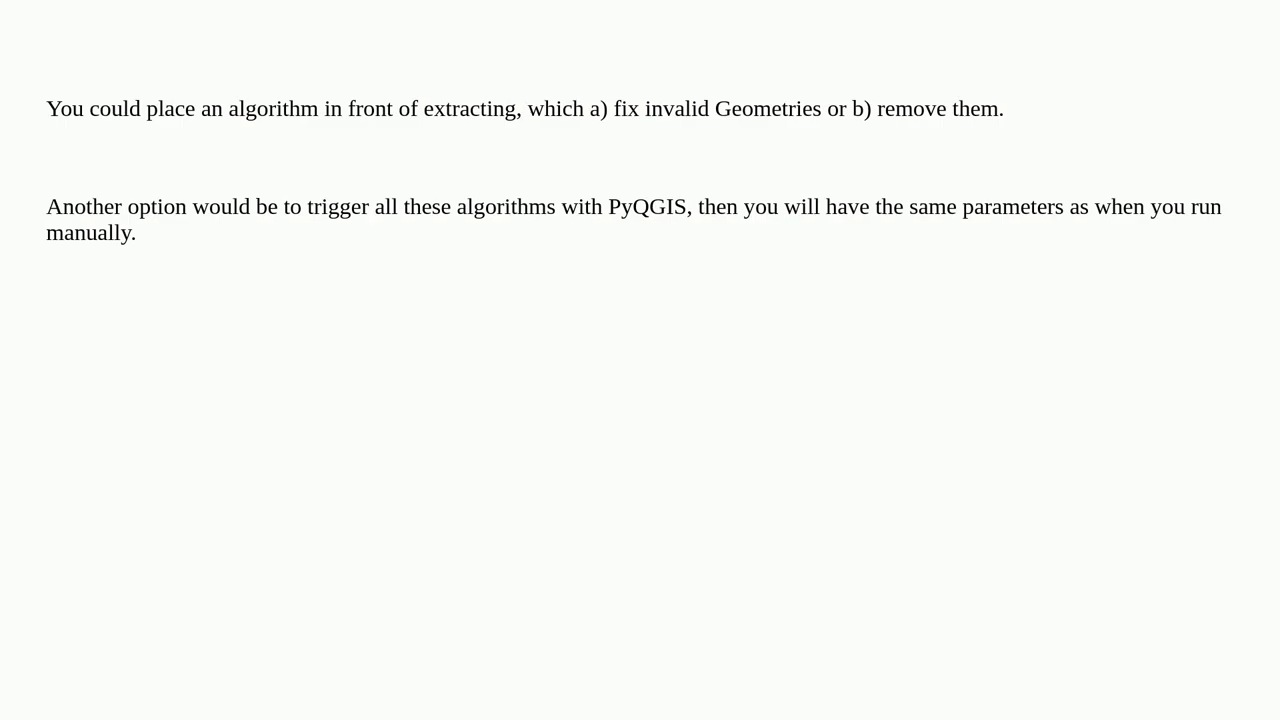 You could place an algorithm in front of extracting, which a) fix invalid Geometries or b) remove them.
Another option would be to trigger all these algorithms with PyQGIS, then you will have the same parameters as when you run
manually.